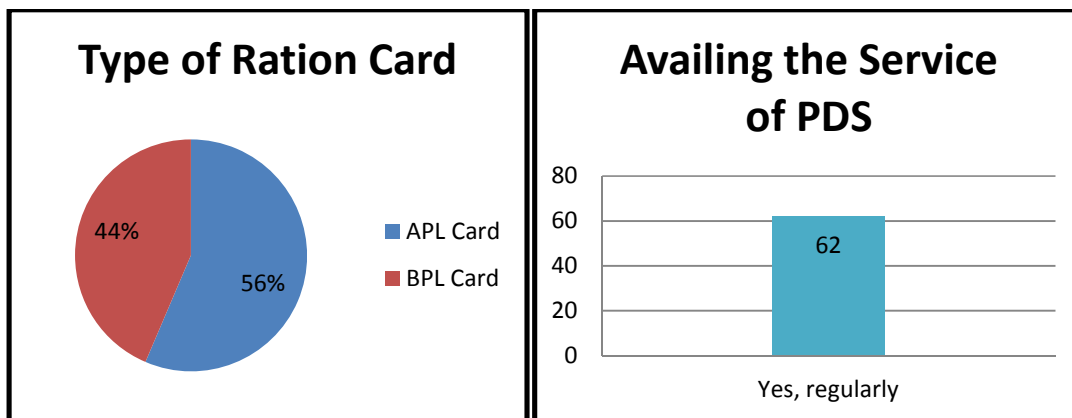 Type of Ration Card
44%
56%
APL Card
BPL Card
Availing the Service
of PDS
80
60
40
20
0
62
Yes, regularly